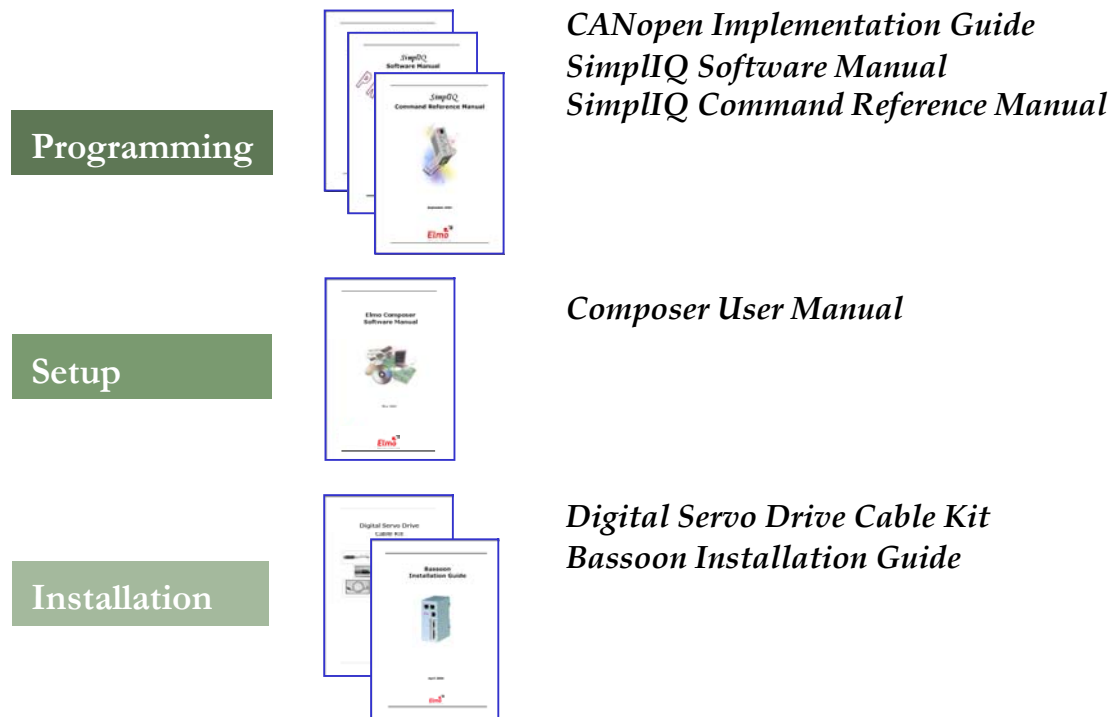 CANopen Implementation Guide
SimplIQ Software Manual
SimplIQ Command Reference Manual
Programming
SimplIQ
Software Manual
SimplIQ
Command Reference Manual
Elmo
Composer User Manual
Setup
Elmo Composer
Software Manual
Elmo
Digital Servo Drive Cable Kit
Bassoon Installation Guide
Installation
Digital Servo Drive
Cable Kit
Bassoon
Installation Guide
Elmo